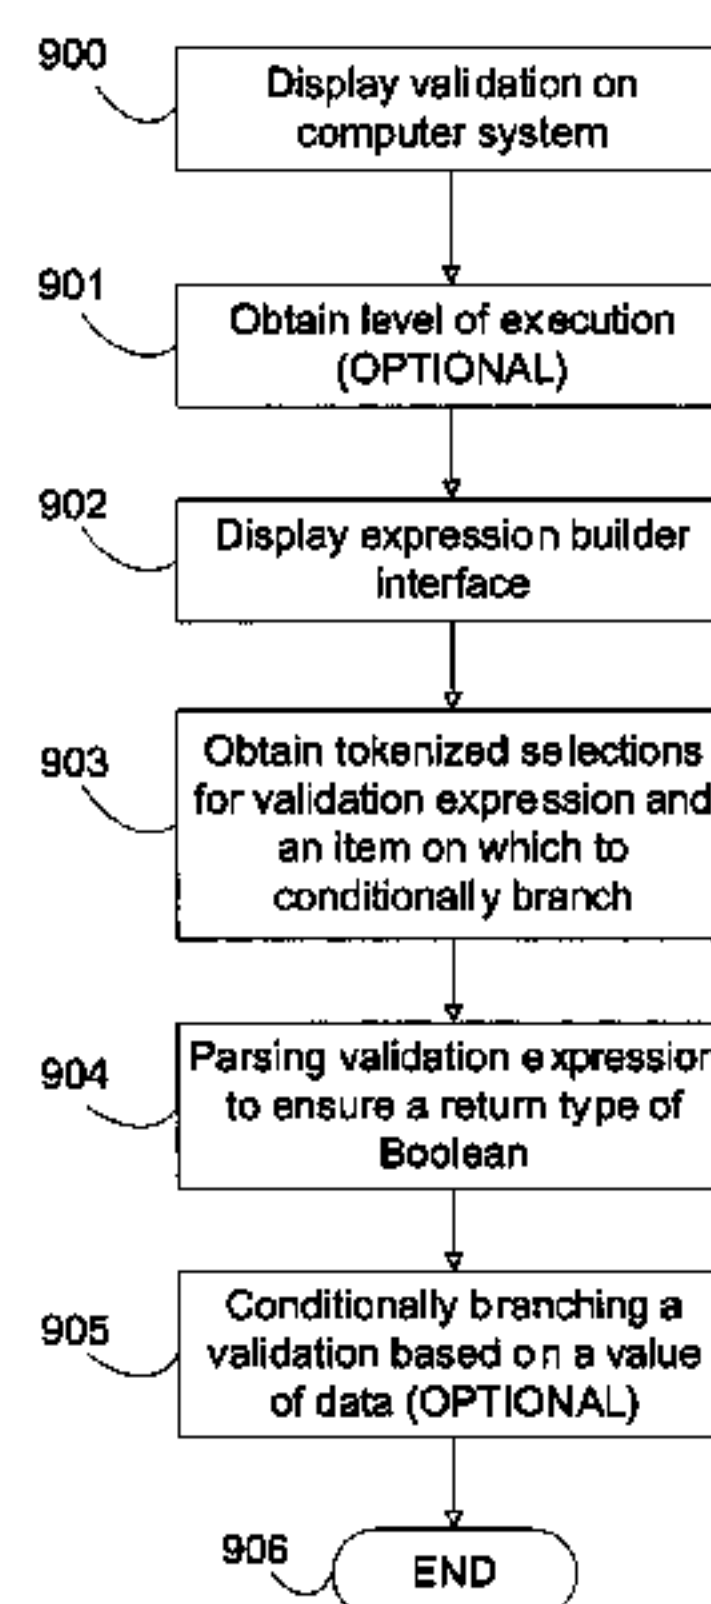 900
Display validation on
computer system
901
Obtain level of execution
(OPTIONAL)
902
Display expression builder
interface
903
Obtain tokenized selections
for validation expression and
an item on which to
conditionally branch
904
Parsing validation expression
to ensure a return type of
Boolean
905
Conditionally branching a
validation based on a value
of data (OPTIONAL)
906
END